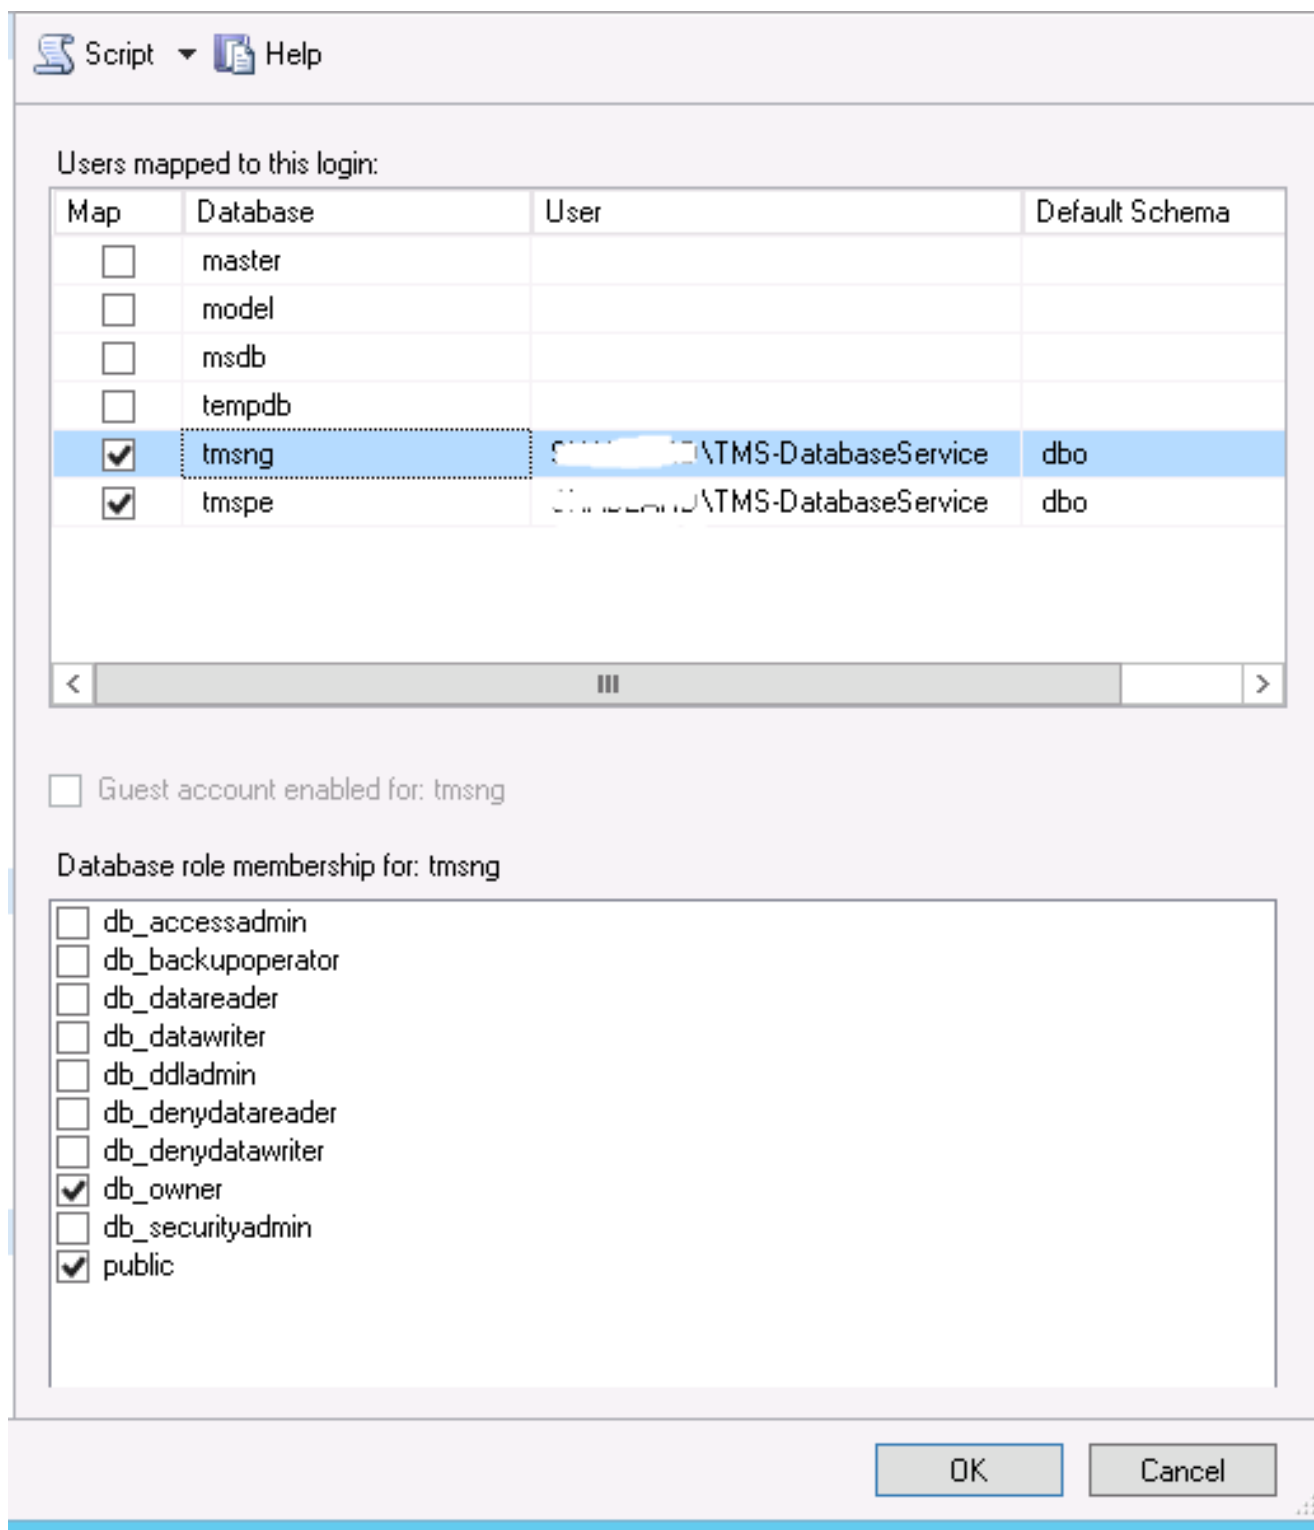 Script Help
Users mapped to this login:
Map Database User Default Schema
master
model
msdb
tempdb
tmsng \TMS-DatabaseService dbo
tmspe \TMS-DatabaseService dbo
Guest account enabled for: tmsng
Database role membership for: tmsng
db_accessadmin
db_backupoperator
db_datareader
db_datawriter
db_ddladmin
db_denydatareader
db_denydatawriter
db_owner
db_securityadmin
public
OK Cancel